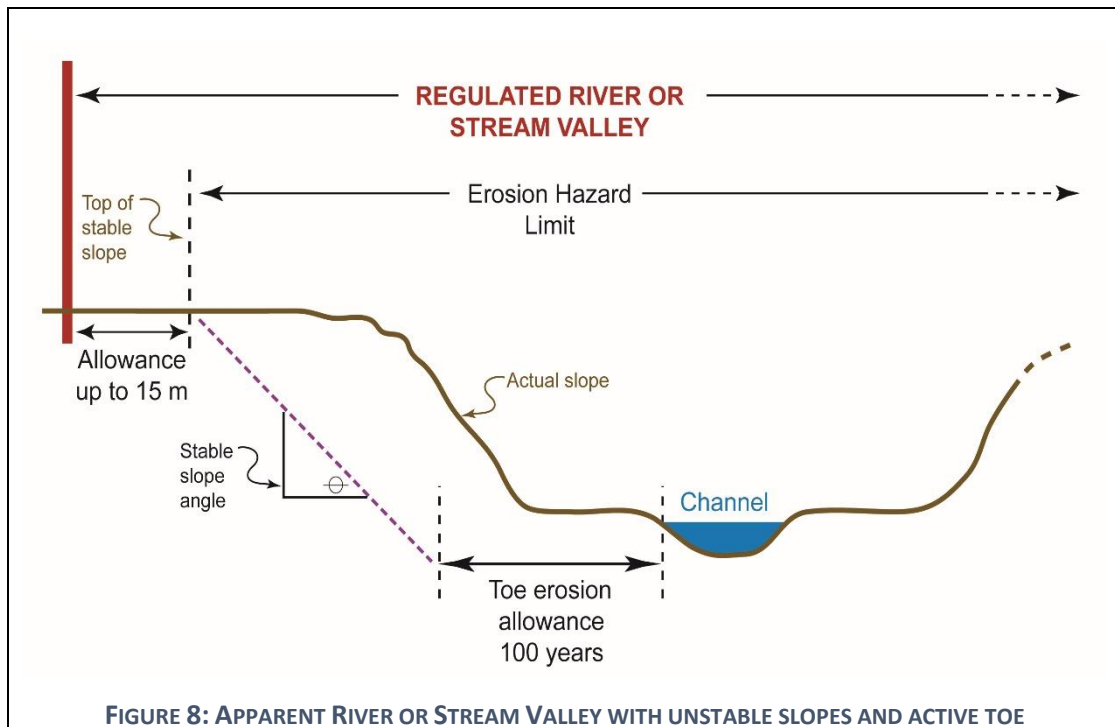 REGULATED RIVER OR
STREAM VALLEY
Erosion Hazard
Limit
Top of
stable
slope
Allowance
up to 15 m
Actual slope
Stable
slope
angle
Θ
Channel
Toe erosion
allowance
100 years
FIGURE 8: APPARENT RIVER OR STREAM VALLEY WITH UNSTABLE SLOPES AND ACTIVE TOE